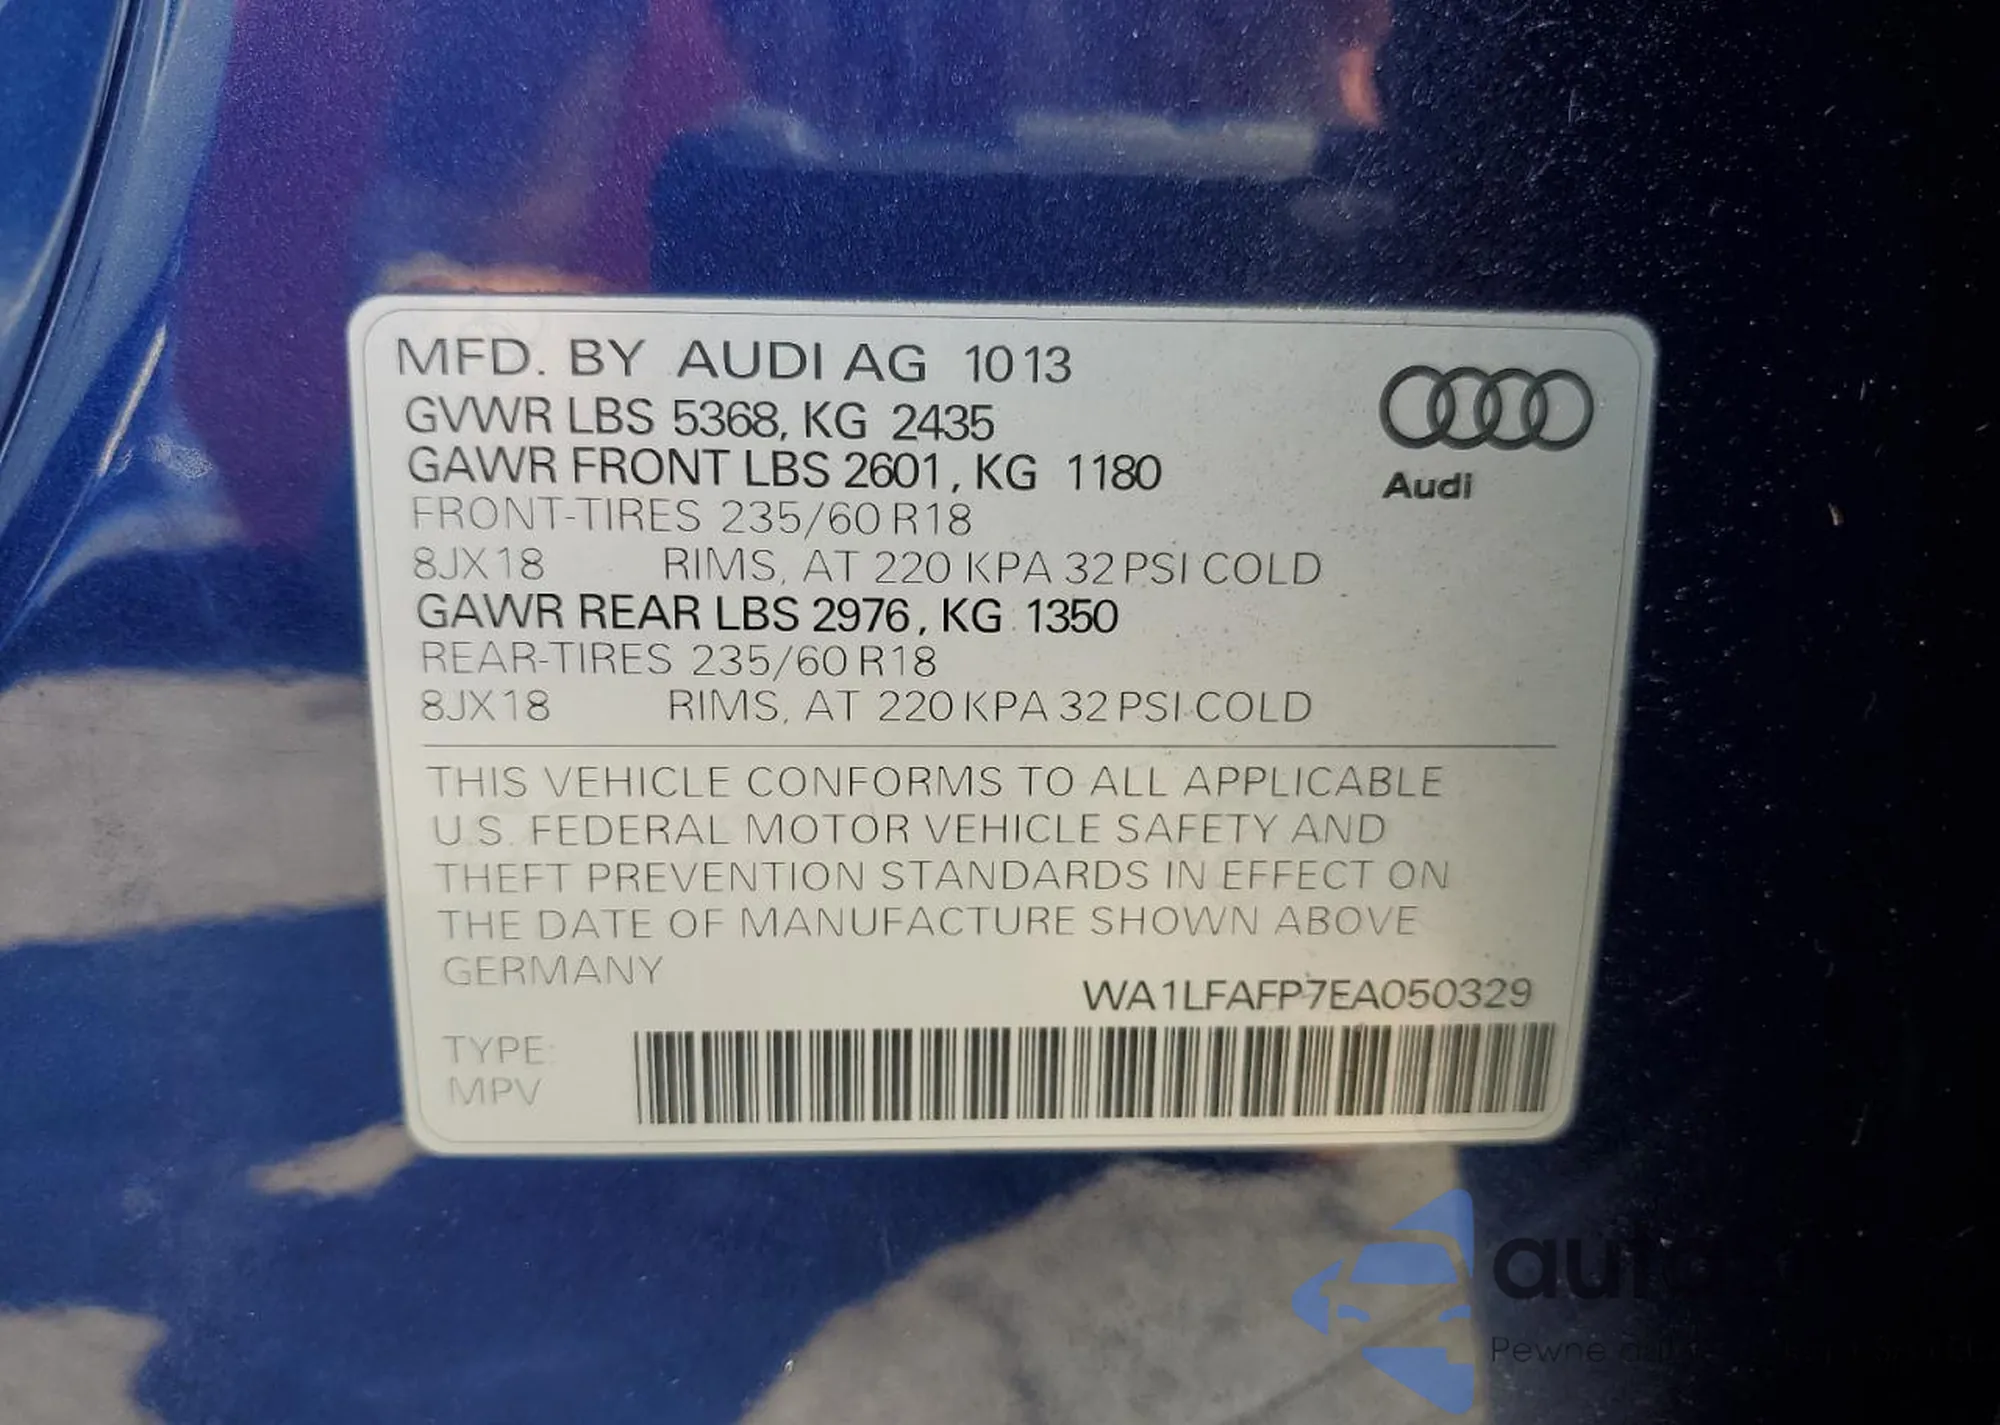 MFD. BY AUDI AG 10 13
GVWR LBS 5368, KG 2435
GAWR FRONT LBS 2601, KG 1180
FRONT-TIRES 235/60 R18
8JX18 RIMS, AT 220 KPA 32 PSI COLD
GAWR REAR LBS 2976, KG 1350
REAR-TIRES 235/60 R18
8JX18 RIMS, AT 220 KPA 32 PSI COLD
Audi
THIS VEHICLE CONFORMS TO ALL APPLICABLE
U.S. FEDERAL MOTOR VEHICLE SAFETY AND
THEFT PREVENTION STANDARDS IN EFFECT ON
THE DATE OF MANUFACTURE SHOWN ABOVE
GERMANY
WA1LFAFP7EA050329
TYPE:
MPV
Pewne